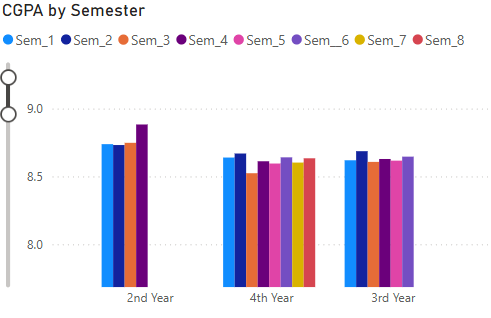 CGPA by Semester
Sem_1 Sem_2 Sem_3 Sem_4 Sem_5 Sem__6 Sem_7 Sem_8
9.0
8.5
8.0
2nd Year 4th Year 3rd Year